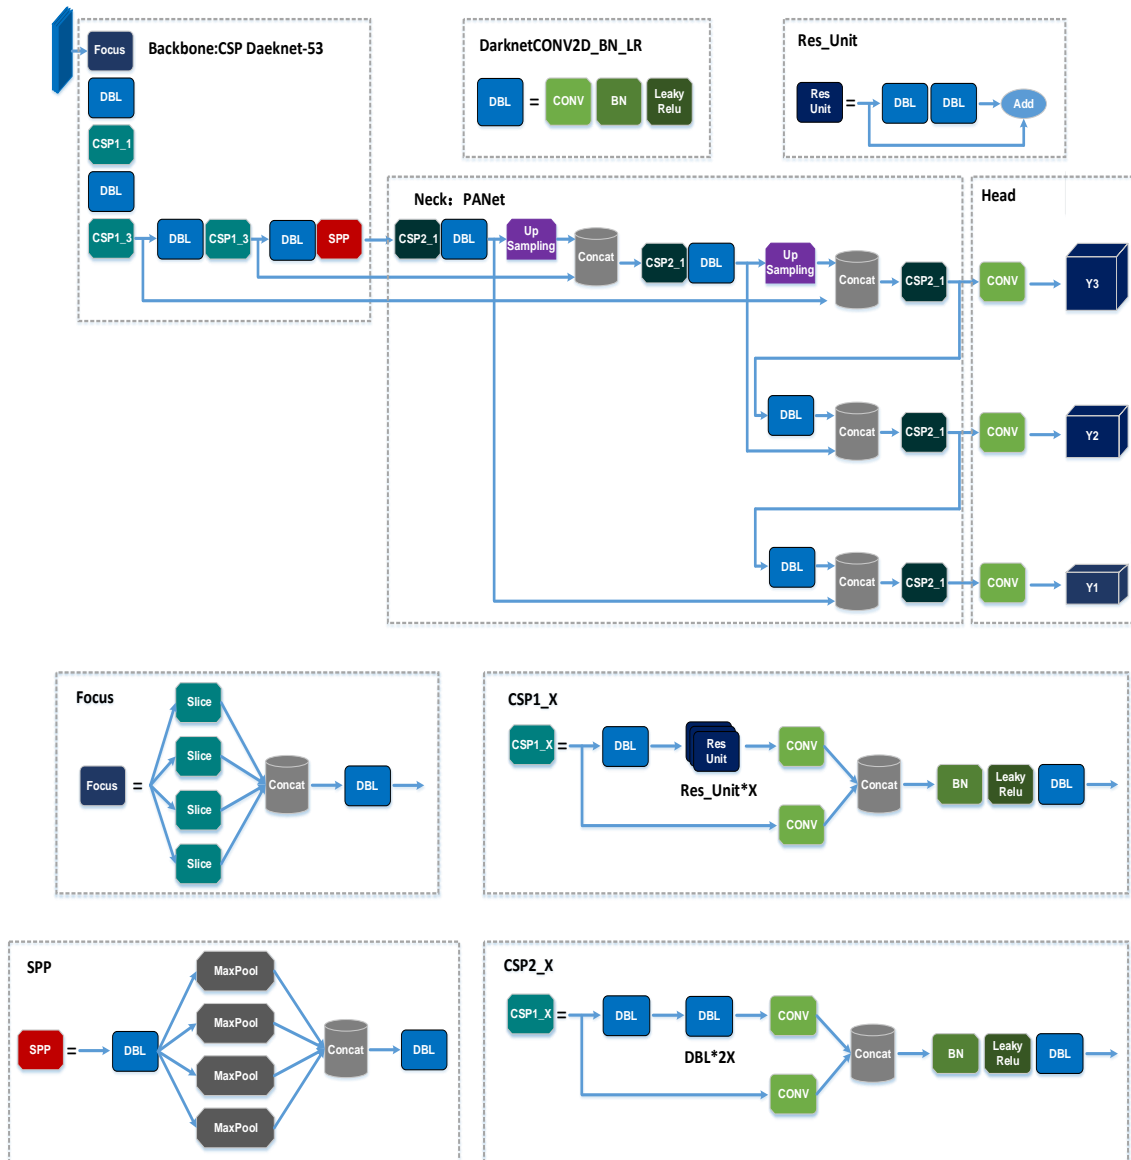 Backbone:CSP Daeknet-53
Focus
DBL
CSP1_1
DBL
CSP1_3
DBL
CSP1_3
DBL
SPP
DarknetCONV2D_BN_LR
DBL
=
CONV
BN
Leaky
Relu
Res_Unit
Res
Unit
=
DBL
DBL
Add
Neck：PANet
CSP2_1
DBL
Up
Sampling
Concat
CSP2_1
DBL
Up
Sampling
Concat
CSP2_1
DBL
Concat
CSP2_1
DBL
Concat
CSP2_1
Head
CONV
Y3
CONV
Y2
CONV
Y1
Focus
Focus
=
Slice
Slice
Slice
Slice
Concat
DBL
CSP1_X
CSP1_X
=
DBL
Res
Unit
Res_Unit*X
CONV
CONV
Concat
BN
Leaky
Relu
DBL
SPP
SPP
=
DBL
MaxPool
MaxPool
MaxPool
MaxPool
Concat
DBL
CSP2_X
CSP1_X
=
DBL
DBL
DBL*2X
CONV
CONV
Concat
BN
Leaky
Relu
DBL